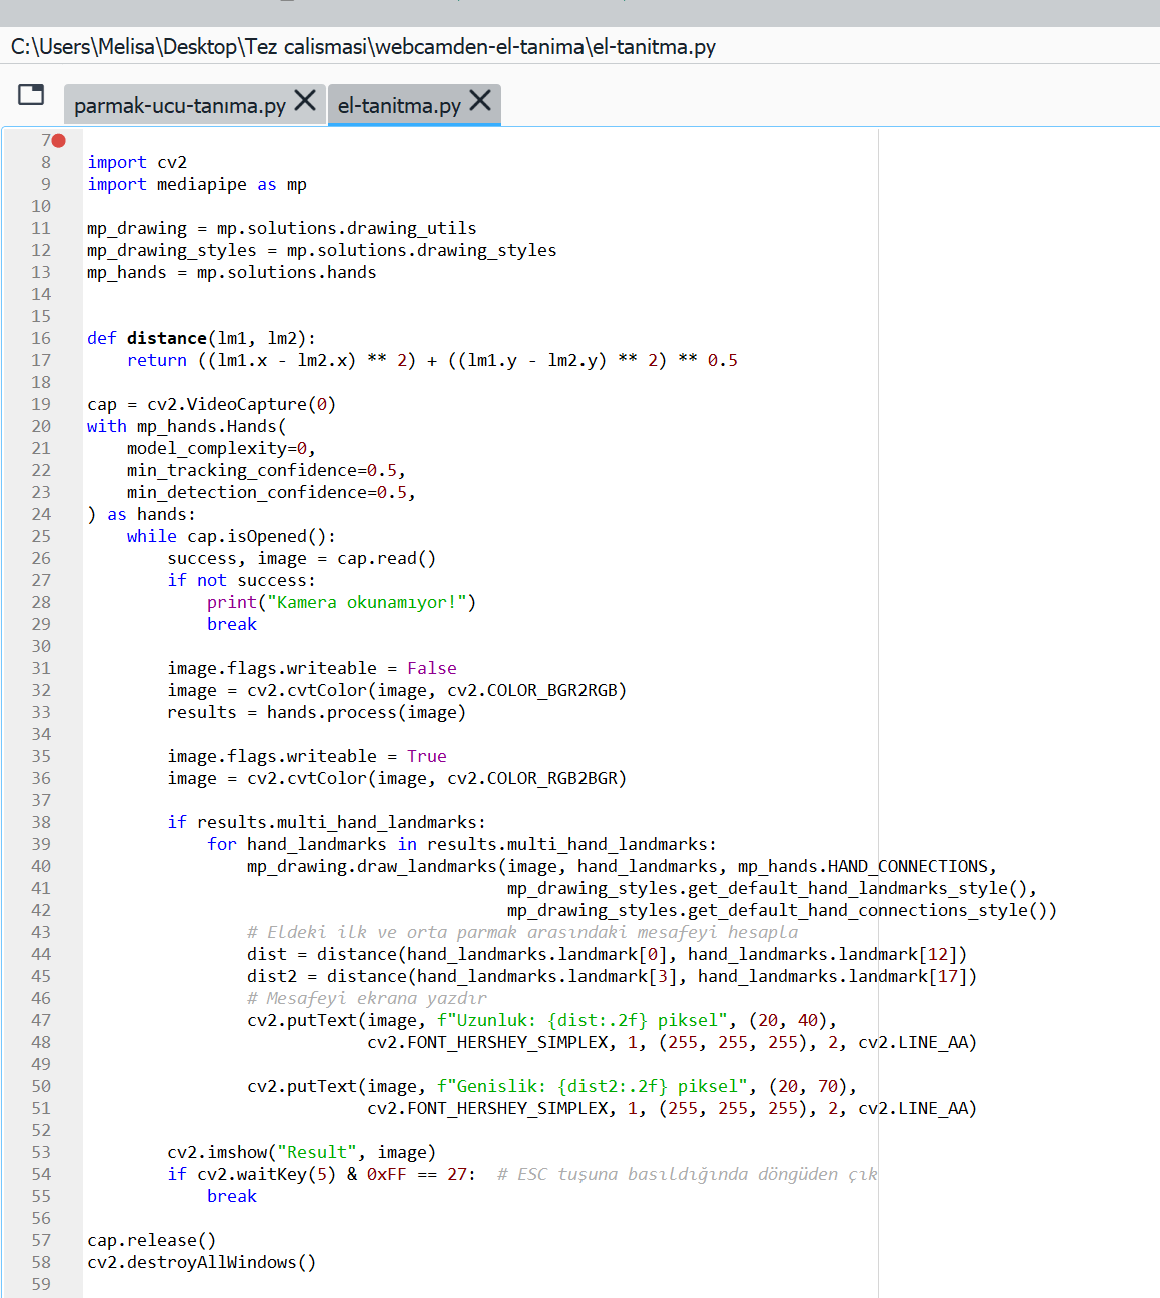 C:\Users\Melisa\Desktop\Tez calismasi\webcamden-el-tanima\el-tanitma.py
parmak-ucu-tanıma.py el-tanitma.py
7
8 import cv2
9 import mediapipe as mp
10
11 mp_drawing = mp.solutions.drawing_utils
12 mp_drawing_styles = mp.solutions.drawing_styles
13 mp_hands = mp.solutions.hands
14
15
16 def distance(lm1, lm2):
17     return ((lm1.x - lm2.x) ** 2) + ((lm1.y - lm2.y) ** 2) ** 0.5
18
19 cap = cv2.VideoCapture(0)
20 with mp_hands.Hands(
21     model_complexity=0,
22     min_tracking_confidence=0.5,
23     min_detection_confidence=0.5,
24 ) as hands:
25     while cap.isOpened():
26         success, image = cap.read()
27         if not success:
28             print("Kamera okunamıyor!")
29             break
30
31         image.flags.writeable = False
32         image = cv2.cvtColor(image, cv2.COLOR_BGR2RGB)
33         results = hands.process(image)
34
35         image.flags.writeable = True
36         image = cv2.cvtColor(image, cv2.COLOR_RGB2BGR)
37
38         if results.multi_hand_landmarks:
39             for hand_landmarks in results.multi_hand_landmarks:
40                 mp_drawing.draw_landmarks(image, hand_landmarks, mp_hands.HAND_CONNECTIONS,
41                                           mp_drawing_styles.get_default_hand_landmarks_style(),
42                                           mp_drawing_styles.get_default_hand_connections_style())
43                 # Eldeki ilk ve orta parmak arasındaki mesafeyi hesapla
44                 dist = distance(hand_landmarks.landmark[0], hand_landmarks.landmark[12])
45                 dist2 = distance(hand_landmarks.landmark[3], hand_landmarks.landmark[17])
46                 # Mesafeyi ekrana yazdır
47                 cv2.putText(image, f"Uzunluk: {dist:.2f} piksel", (20, 40),
48                             cv2.FONT_HERSHEY_SIMPLEX, 1, (255, 255, 255), 2, cv2.LINE_AA)
49
50                 cv2.putText(image, f"Genislik: {dist2:.2f} piksel", (20, 70),
51                             cv2.FONT_HERSHEY_SIMPLEX, 1, (255, 255, 255), 2, cv2.LINE_AA)
52
53         cv2.imshow("Result", image)
54         if cv2.waitKey(5) & 0xFF == 27:  # ESC tuşuna basıldığında döngüden çık
55             break
56
57 cap.release()
58 cv2.destroyAllWindows()
59